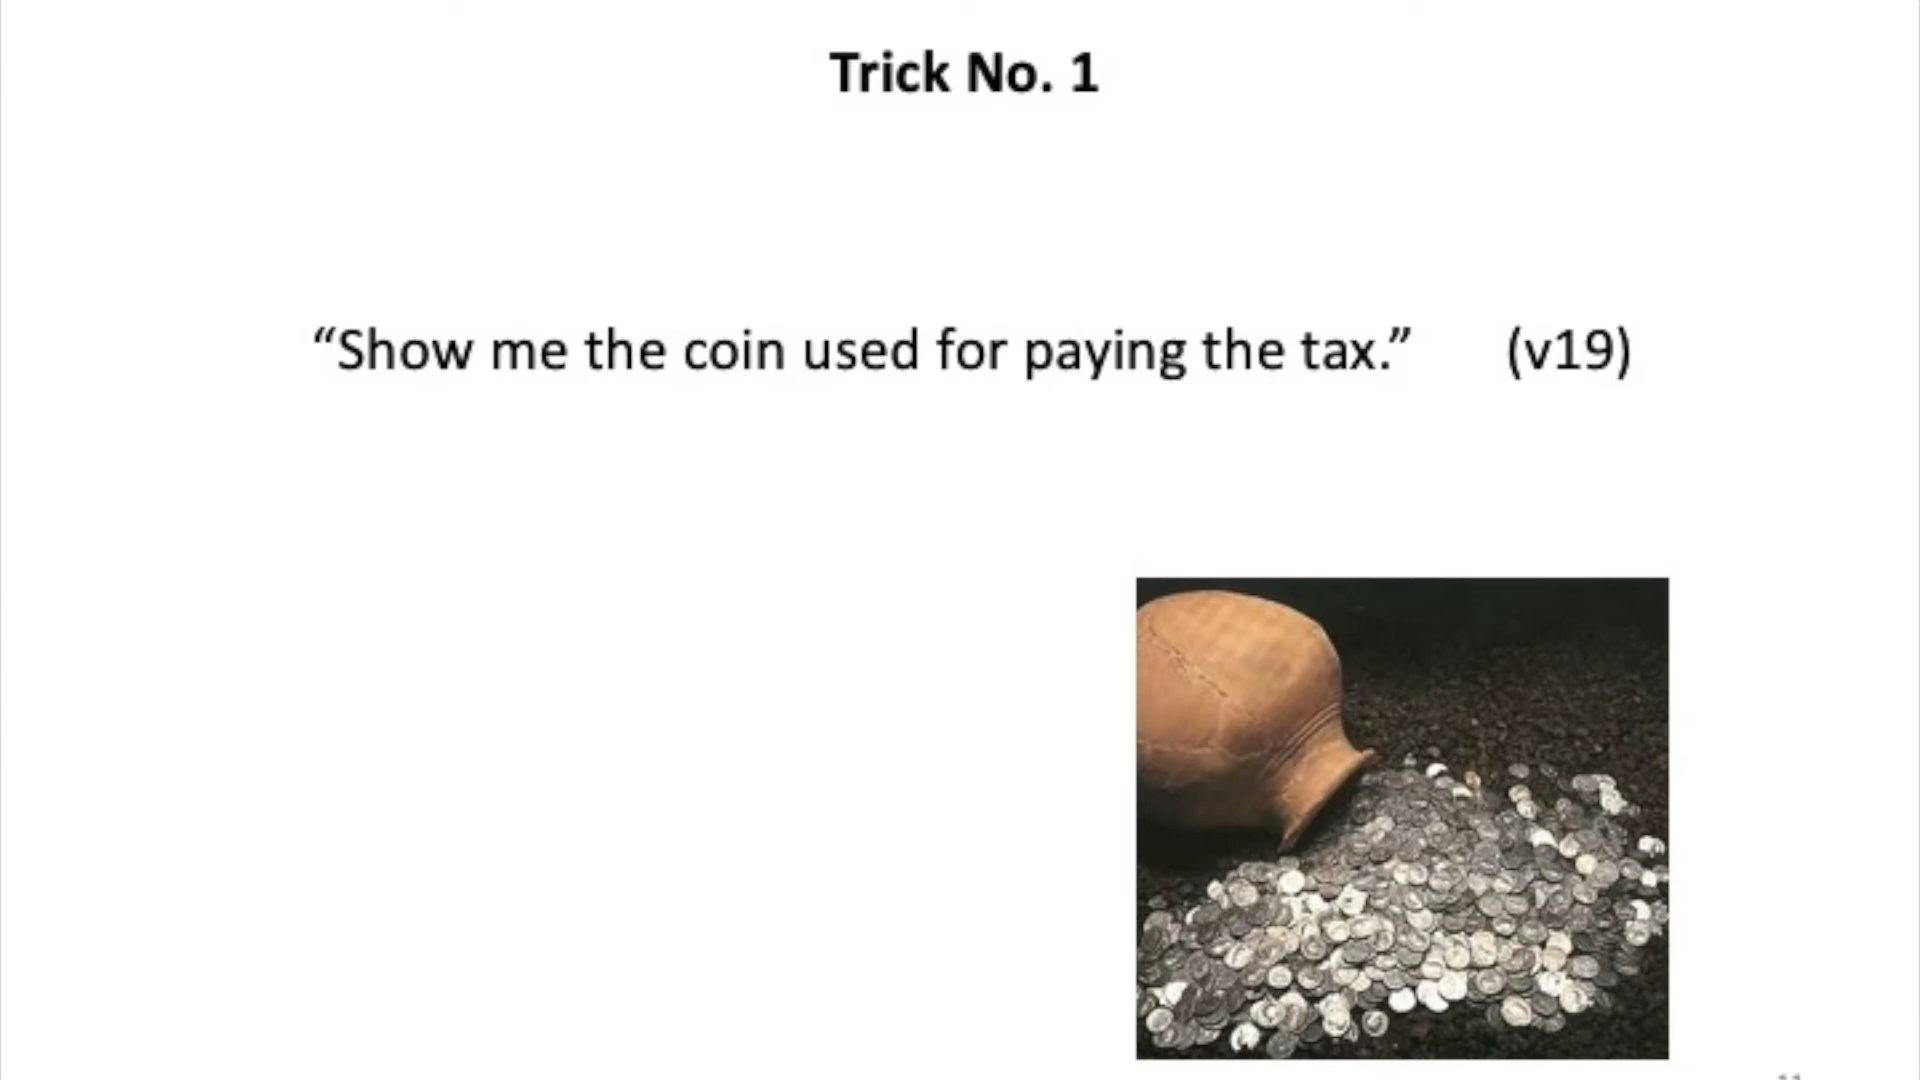 Trick No. 1
“Show me the coin used for paying the tax.” (v19)